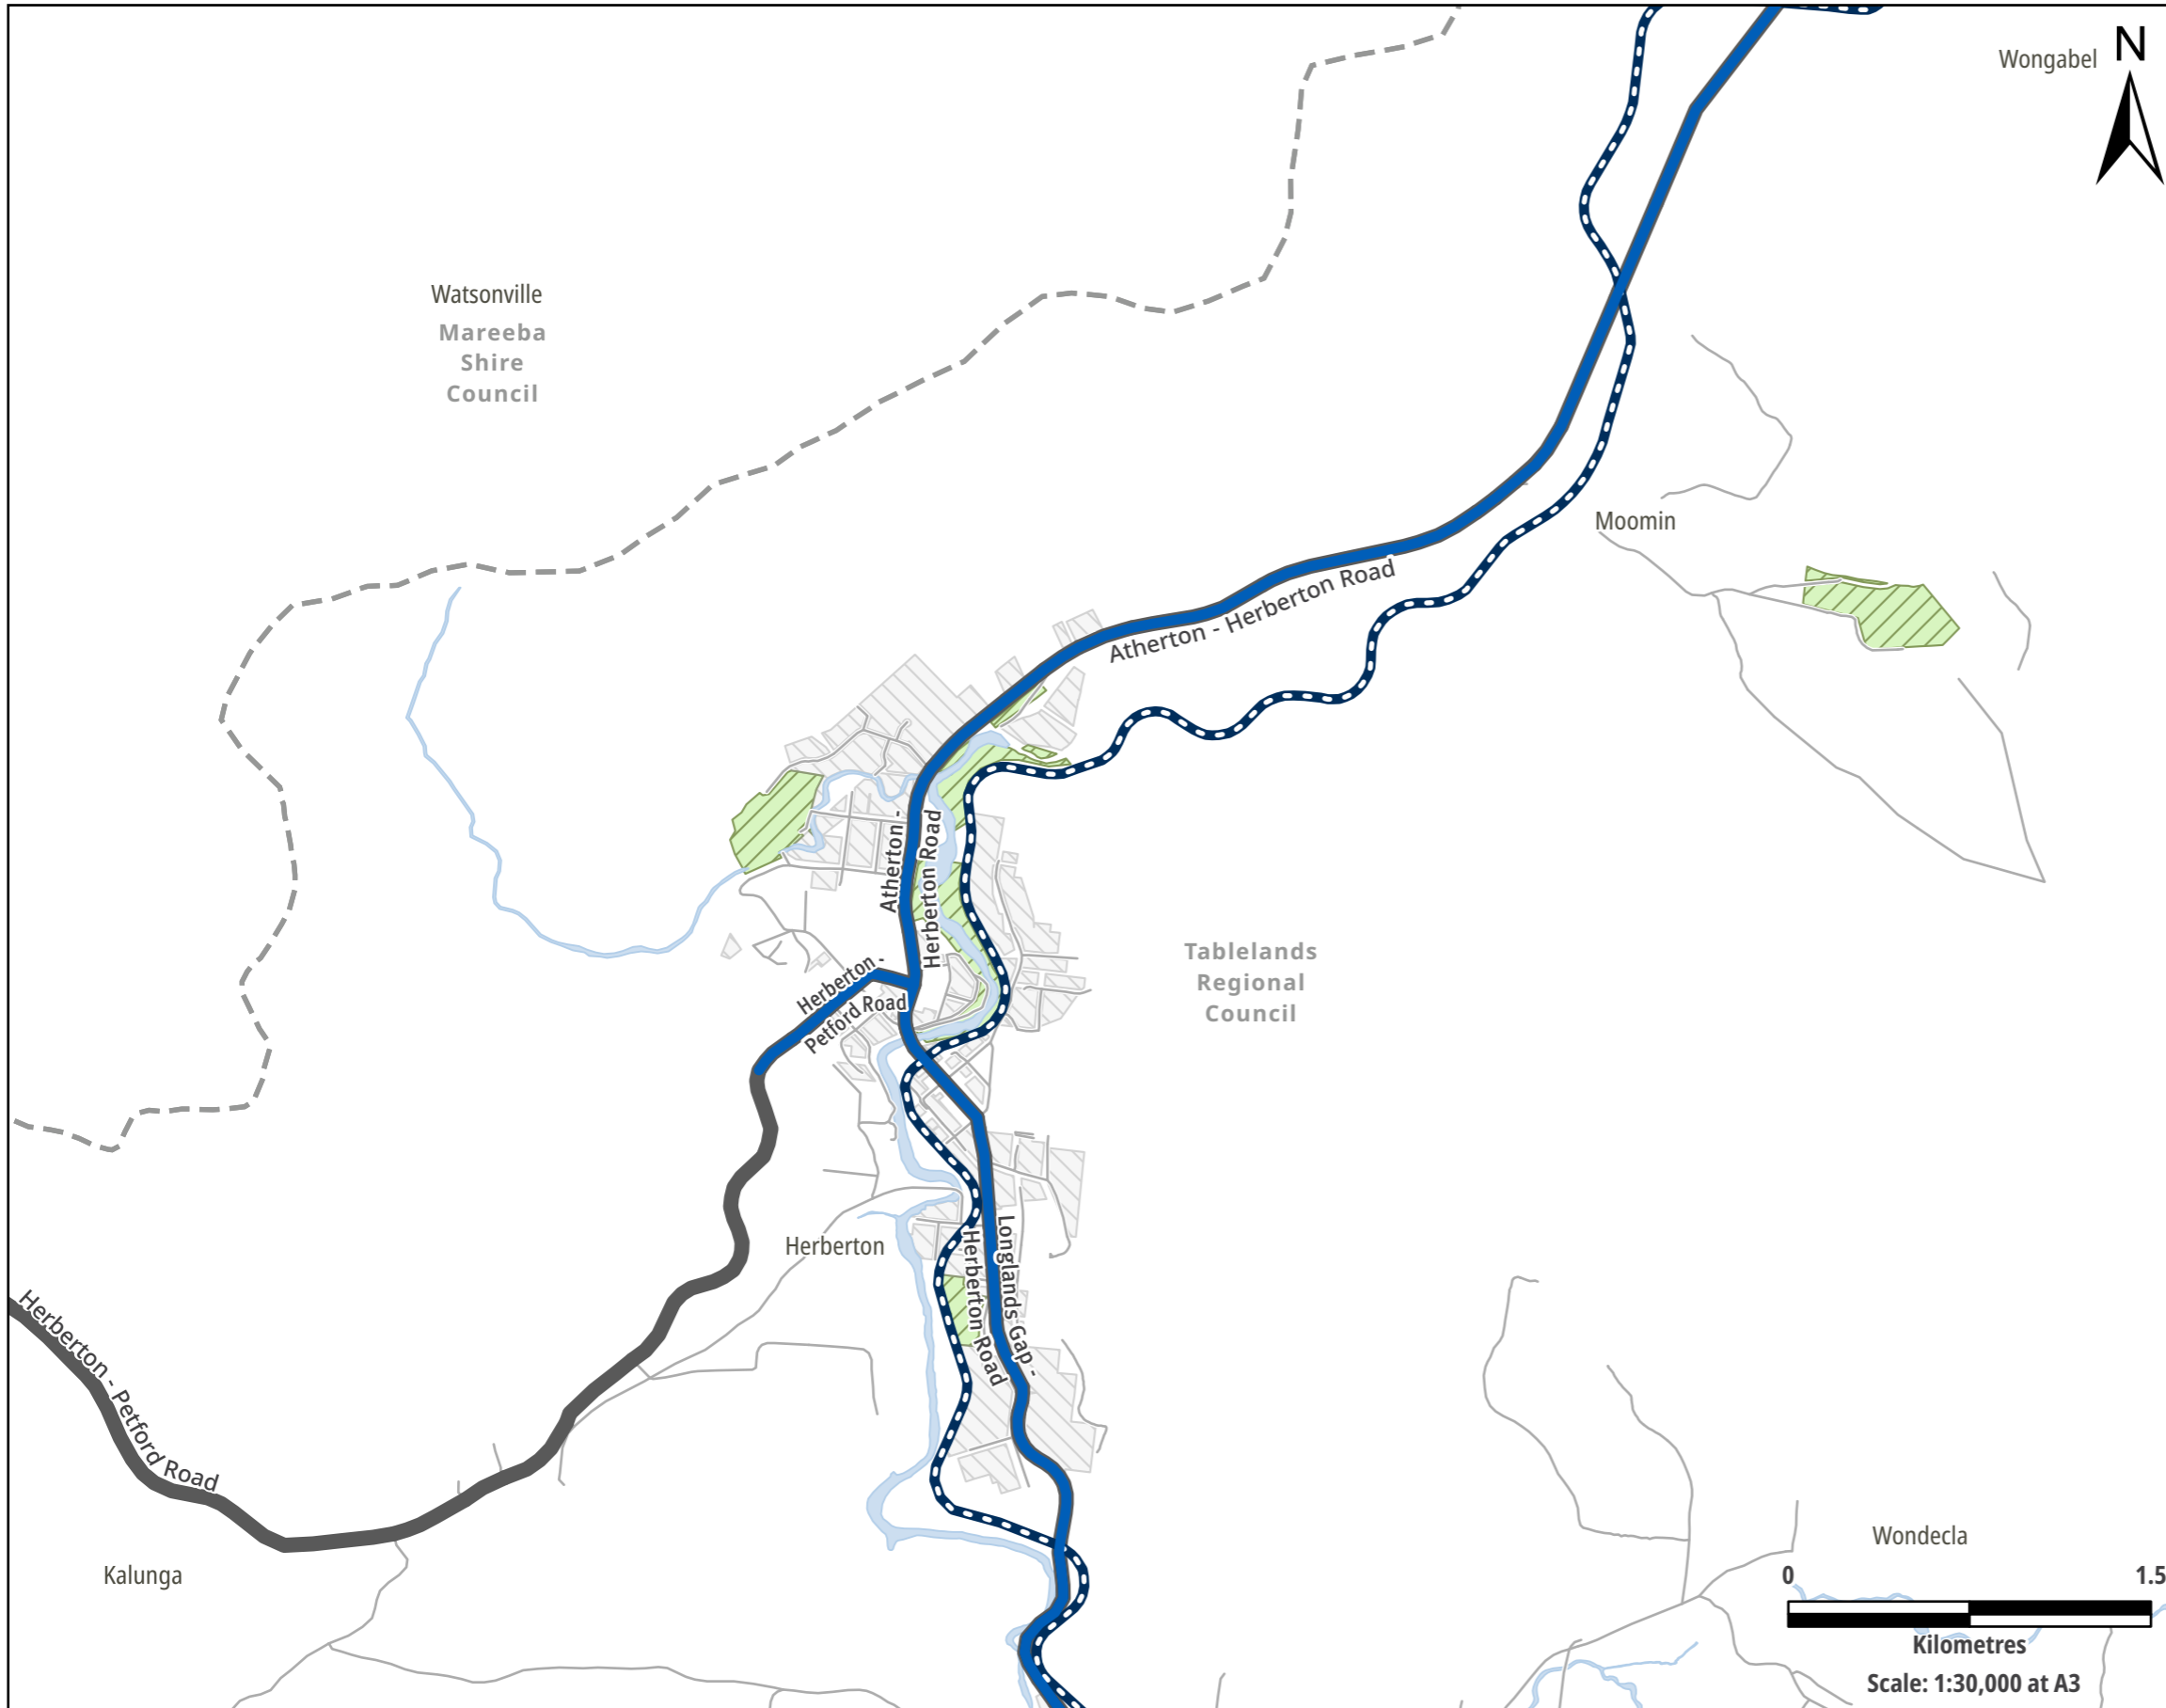 Wongabel
N
Watsonville
Mareeba
Shire
Council
Moomin
Atherton - Herberton Road
Atherton -
Herberton Road
Tablelands
Regional
Council
Herberton -
Petford Road
Herberton
Longlands Gap -
Herberton Road
Herberton - Petford Road
Wondecla
Kalunga
0
1.5
Kilometres
Scale: 1:30,000 at A3